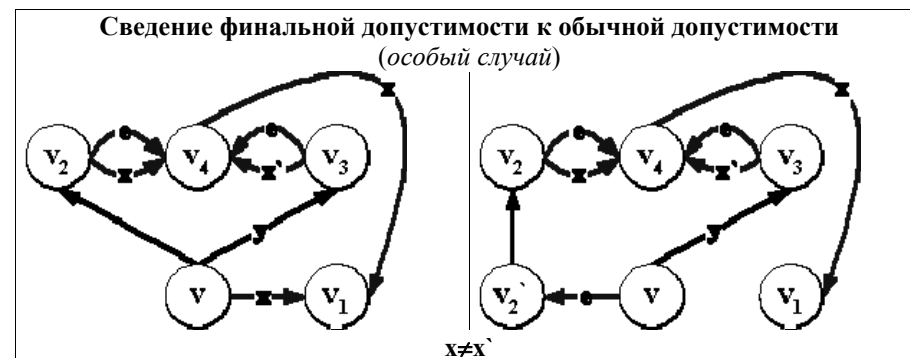 Сведение финальной допустимости к обычной допустимости
(особый случай)
x
x
e
e
e
e
v₂
v₄
v₃
v₂
v₄
v₃
x
x`
x
x`
y
y
v
x
v₁
v₂`
e
v
v₁
x≠x`